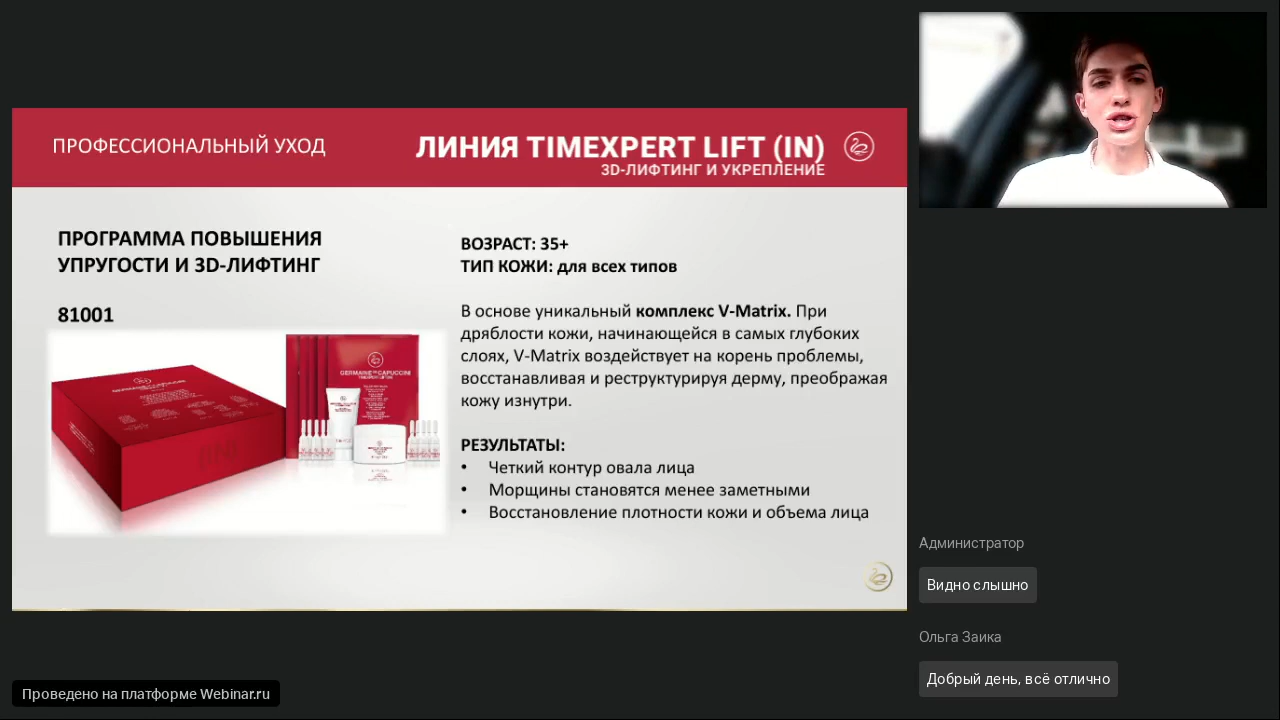 ПРОФЕССИОНАЛЬНЫЙ УХОД
ЛИНИЯ TIMEXPERT LIFT (IN)
3D-ЛИФТИНГ И УКРЕПЛЕНИЕ
ПРОГРАММА ПОВЫШЕНИЯ
УПРУГОСТИ И 3D-ЛИФТИНГ
81001
GERMAINE DE CAPUCCINI
ВОЗРАСТ: 35+
ТИП КОЖИ: для всех типов
В основе уникальный комплекс V-Matrix. При
дряблости кожи, начинающейся в самых глубоких
слоях, V-Matrix воздействует на корень проблемы,
восстанавливая и реструктурируя дерму, преображая
кожу изнутри.
РЕЗУЛЬТАТЫ:
• Четкий контур овала лица
• Морщины становятся менее заметными
• Восстановление плотности кожи и объема лица
Администратор
Видно слышно
Ольга Заика
Добрый день, всё отлично
Проведено на платформе Webinar.ru